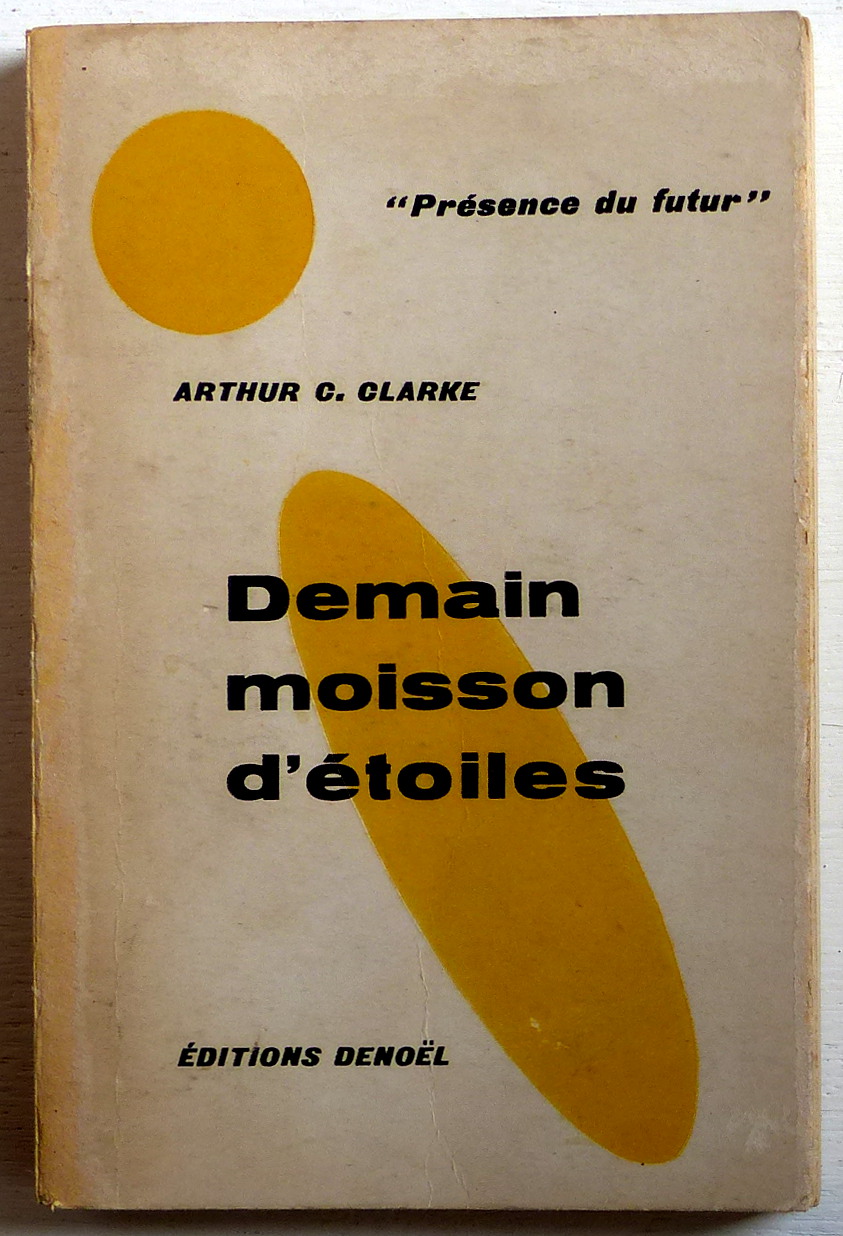 “Présence du futur”
ARTHUR C. CLARKE
Demain
moisson
d’étoiles
ÉDITIONS DENOËL